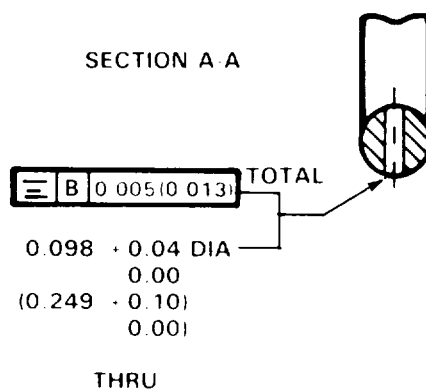 SECTION A-A
B 0.005(0.013) TOTAL
0.098 + 0.04 DIA
0.00
(0.249 + 0.10)
0.00)
THRU